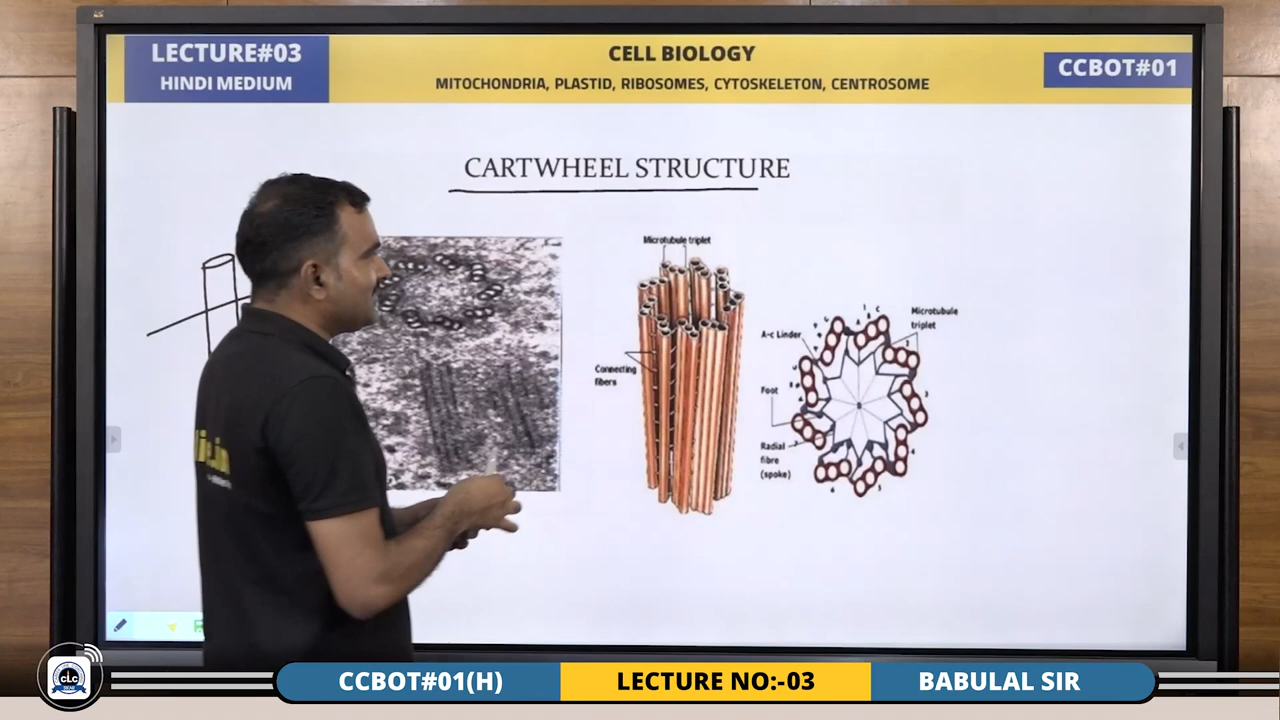 LECTURE#03
HINDI MEDIUM
CELL BIOLOGY
MITOCHONDRIA, PLASTID, RIBOSOMES, CYTOSKELETON, CENTROSOME
CCBOT#01
CARTWHEEL STRUCTURE
Microtubule triplet
Connecting
fibers
A-c Linder
Microtubule
triplet
Foot
Radial
fibre
(spoke)
CLC
CCBOT#01(H)
LECTURE NO:-03
BABULAL SIR